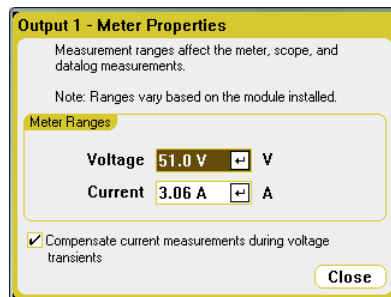 Output 1 - Meter Properties
Measurement ranges affect the meter, scope, and
datalog measurements.
Note: Ranges vary based on the module installed.
Meter Ranges
Voltage 51.0 V V
Current 3.06 A A
Compensate current measurements during voltage
transients
Close